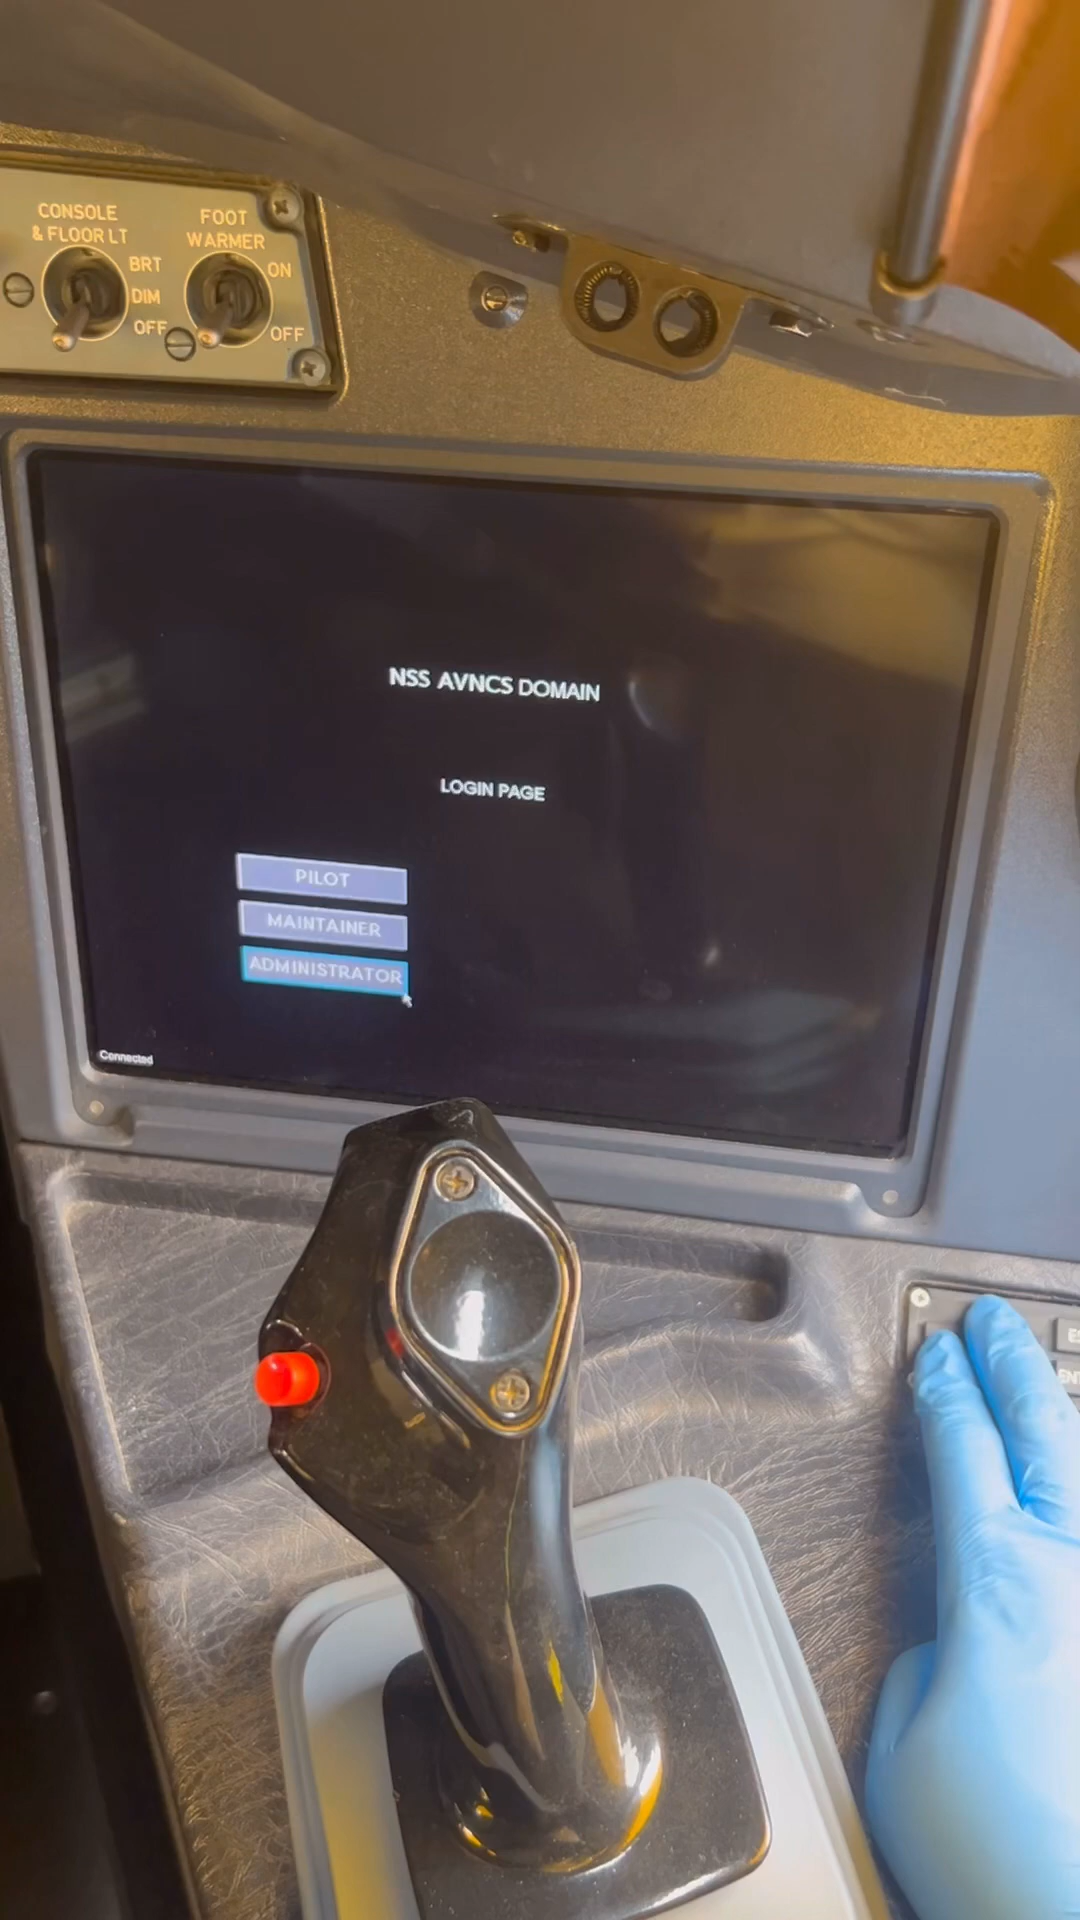 CONSOLE
& FLOOR LT
BRT
DIM
OFF
FOOT
WARMER
ON
OFF
NSS AVNCS DOMAIN
LOGIN PAGE
PILOT
MAINTAINER
ADMINISTRATOR
Connected